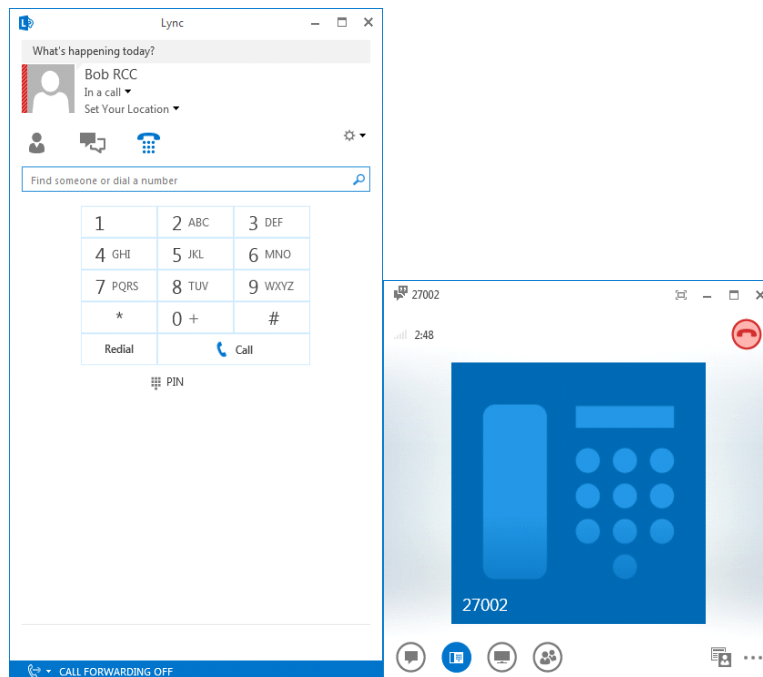 Lync
What's happening today?
Bob RCC
In a call
Set Your Location
Find someone or dial a number
1 2 ABC 3 DEF
4 GHI 5 JKL 6 MNO
7 PQRS 8 TUV 9 WXYZ
* 0 + #
Redial Call
PIN
CALL FORWARDING OFF
27002
2:48
27002